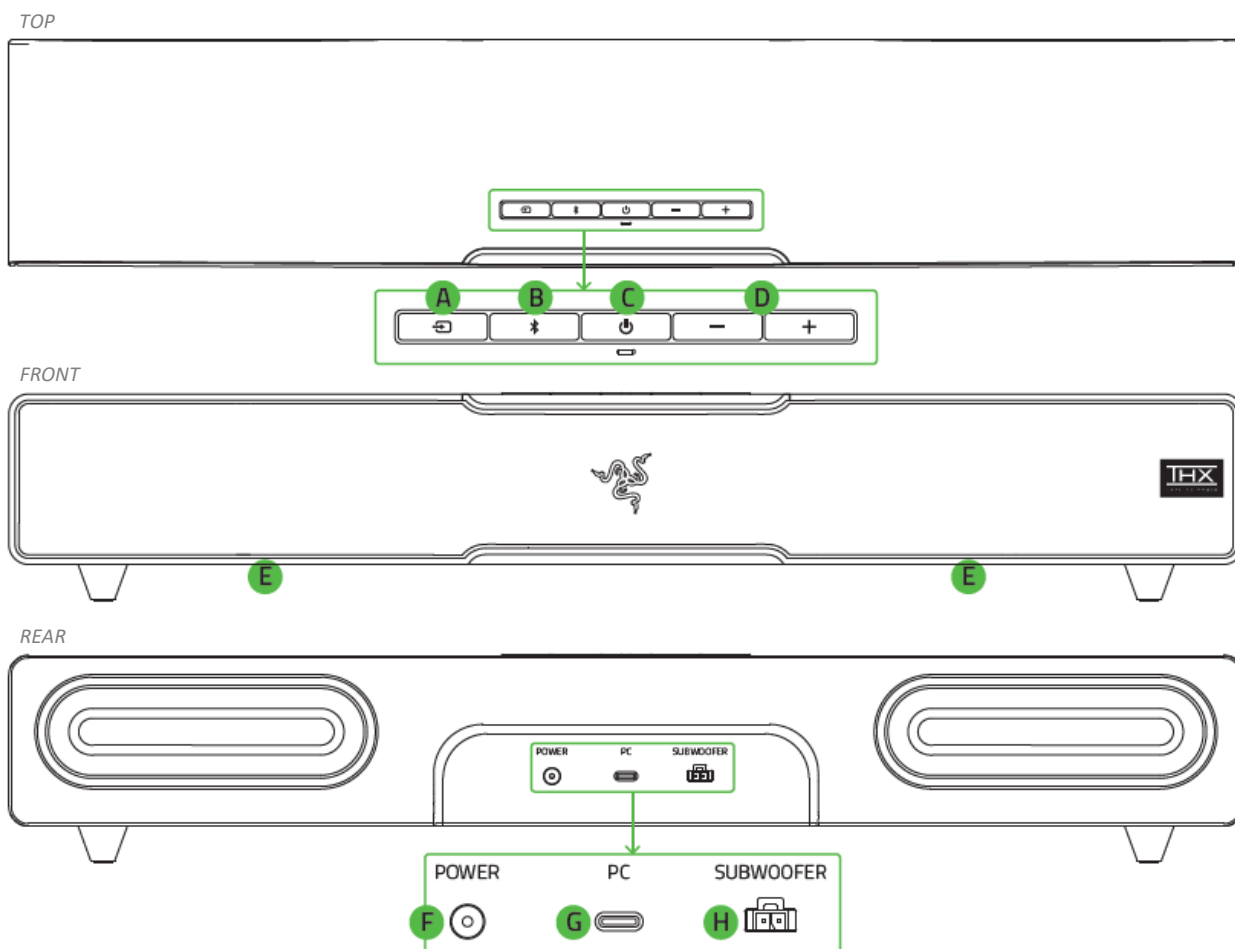 TOP
A B C D
FRONT
THX
E E
REAR
POWER PC SUBWOOFER
POWER PC SUBWOOFER
F G H